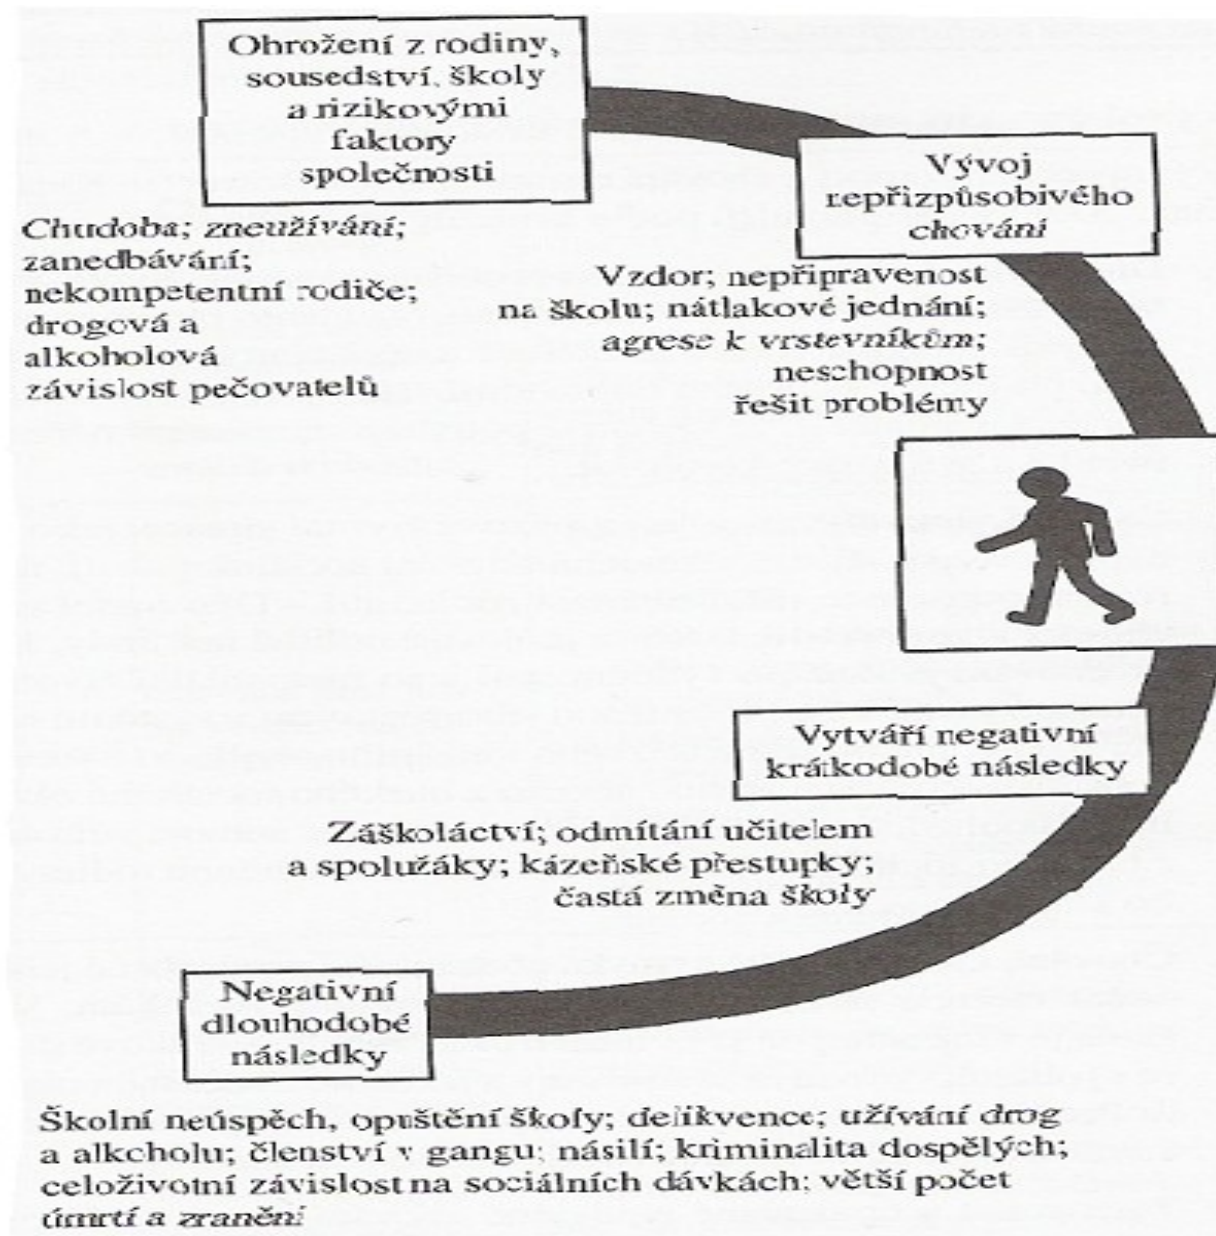 Ohrožení z rodiny,
sousedství, školy
a rizikovými
faktory
společnosti
Chudoba; zneužívání;
zanedbávání;
nekompetentní rodiče;
drogová a
alkoholová
závislost pečovatelů
Vývoj
nepřizpůsobivého
chování
Vzdor; nepřipravenost
na školu; nátlakové jednání;
agrese k vrstevníkům;
neschopnost
řešit problémy
Vytváří negativní
krátkodobé následky
Záškoláctví; odmítání učitelem
a spolužáky; kázeňské přestupky;
častá změna školy
Negativní
dlouhodobé
následky
Školní neúspěch, opuštění školy; delikvence; užívání drog
a alkoholu; členství v gangu; násilí; kriminalita dospělých;
celoživotní závislost na sociálních dávkách; větší počet
úmrtí a zranění